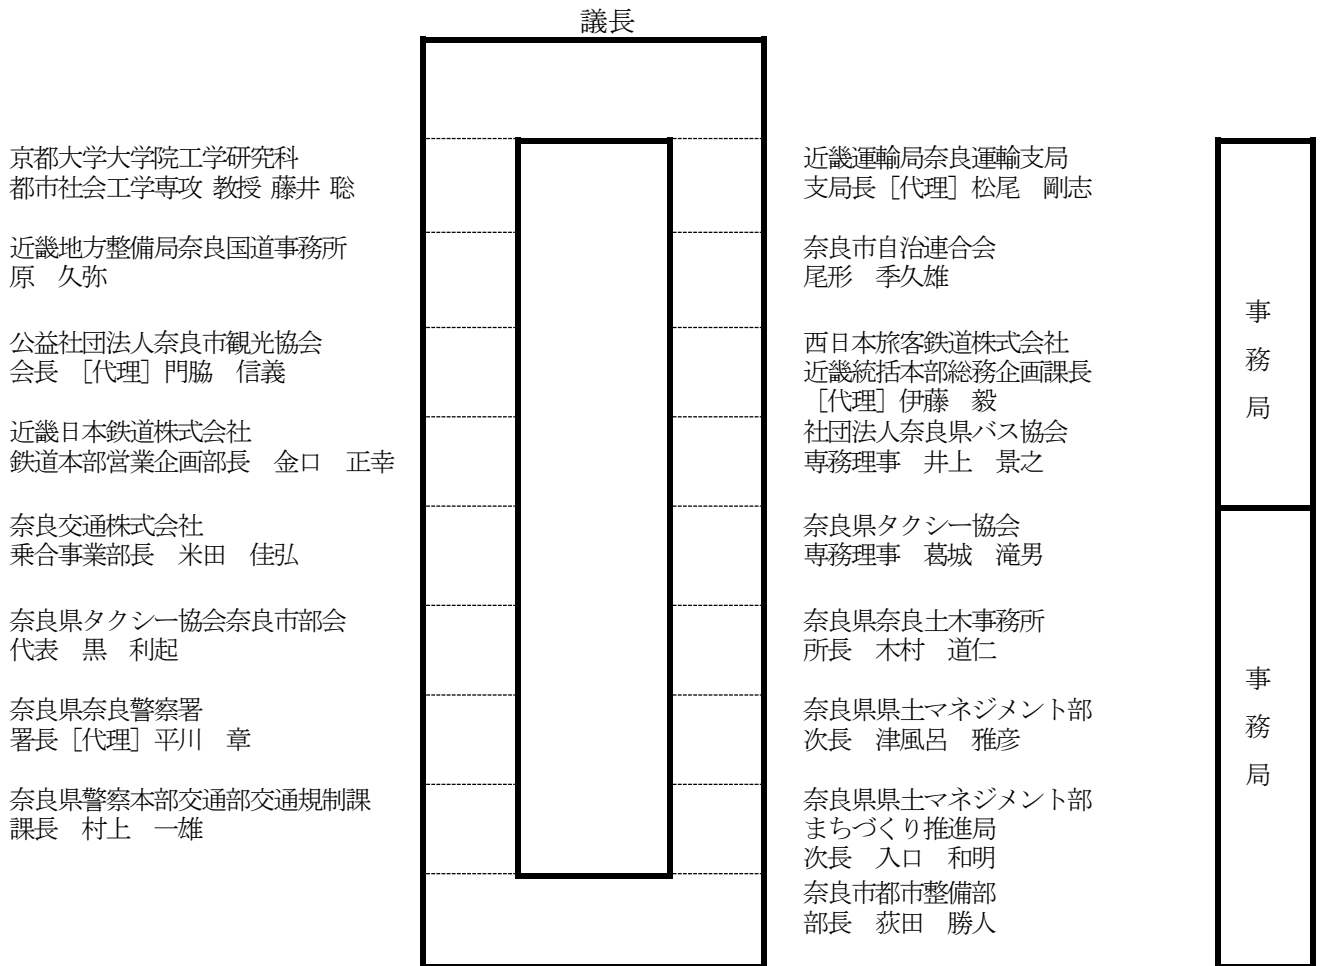 議長
京都大学大学院工学研究科
都市社会工学専攻 教授 藤井 聡
近畿地方整備局奈良国道事務所
原　久弥
公益社団法人奈良市観光協会
会長 ［代理］門脇　信義
近畿日本鉄道株式会社
鉄道本部営業企画部長　金口　正幸
奈良交通株式会社
乗合事業部長　米田　佳弘
奈良県タクシー協会奈良市部会
代表　黒　利起
奈良県奈良警察署
署長［代理］平川　章
奈良県警察本部交通部交通規制課
課長　村上　一雄
近畿運輸局奈良運輸支局
支局長［代理］松尾　剛志
奈良市自治連合会
尾形　季久雄
西日本旅客鉄道株式会社
近畿統括本部総務企画課長
［代理］伊藤　毅
社団法人奈良県バス協会
専務理事　井上　景之
奈良県タクシー協会
専務理事　葛城　滝男
奈良県奈良土木事務所
所長　木村　道仁
奈良県県土マネジメント部
次長　津風呂　雅彦
奈良県県土マネジメント部
まちづくり推進局
次長　入口　和明
奈良市都市整備部
部長　荻田　勝人
事務局
事務局